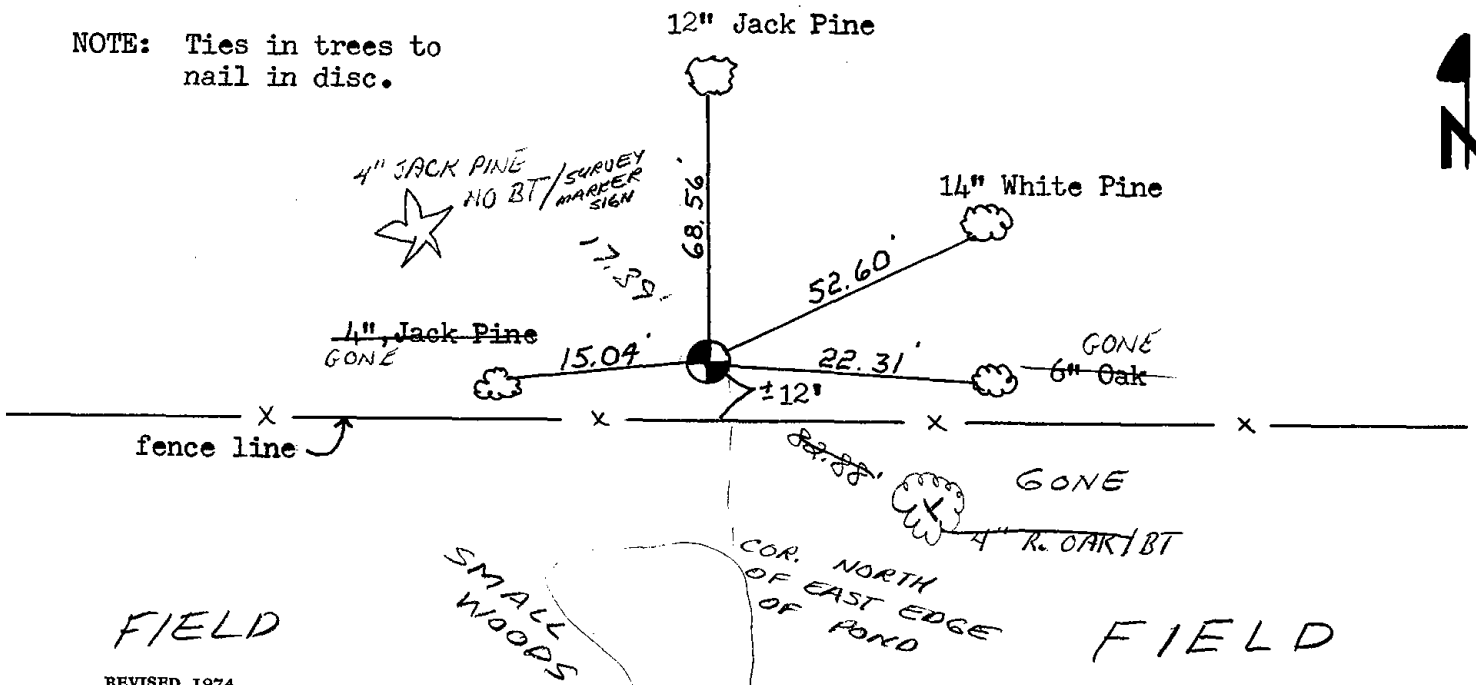 12" Jack Pine
NOTE: Ties in trees to
nail in disc.
N
4" JACK PINE
NO BT/SURVEY
MARKER
SIGN
68.56'
14" White Pine
52.60'
4", Jack Pine
GONE
15.04'
22.31'
GONE
6" Oak
±12"
X X X X
fence line
82.88'
GONE
4" R. OAK/BT
COR. NORTH
OF EAST EDGE
OF POND
SMALL
WOODS
FIELD
FIELD
REVISED 1974